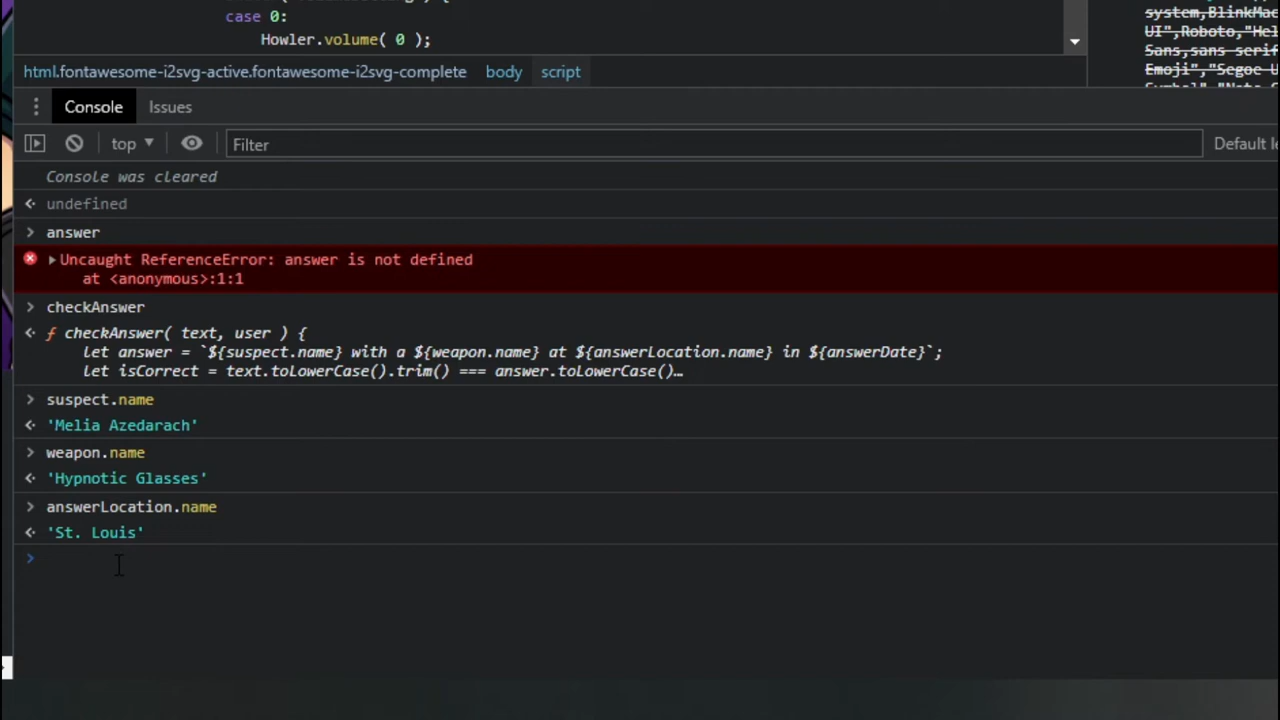 case 0:
Howler.volume( 0 );
system,BlinkMac
UI",Roboto,"Hel
Sans,sans-serif
Emoji","Segoe U
html.fontawesome-i2svg-active.fontawesome-i2svg-complete body script
Console Issues
top Filter Default le
Console was cleared
undefined
answer
Uncaught ReferenceError: answer is not defined
at <anonymous>:1:1
checkAnswer
ƒ checkAnswer( text, user ) {
let answer = `${suspect.name} with a ${weapon.name} at ${answerLocation.name} in ${answerDate}`;
let isCorrect = text.toLowerCase().trim() === answer.toLowerCase()…
suspect.name
'Melia Azedarach'
weapon.name
'Hypnotic Glasses'
answerLocation.name
'St. Louis'